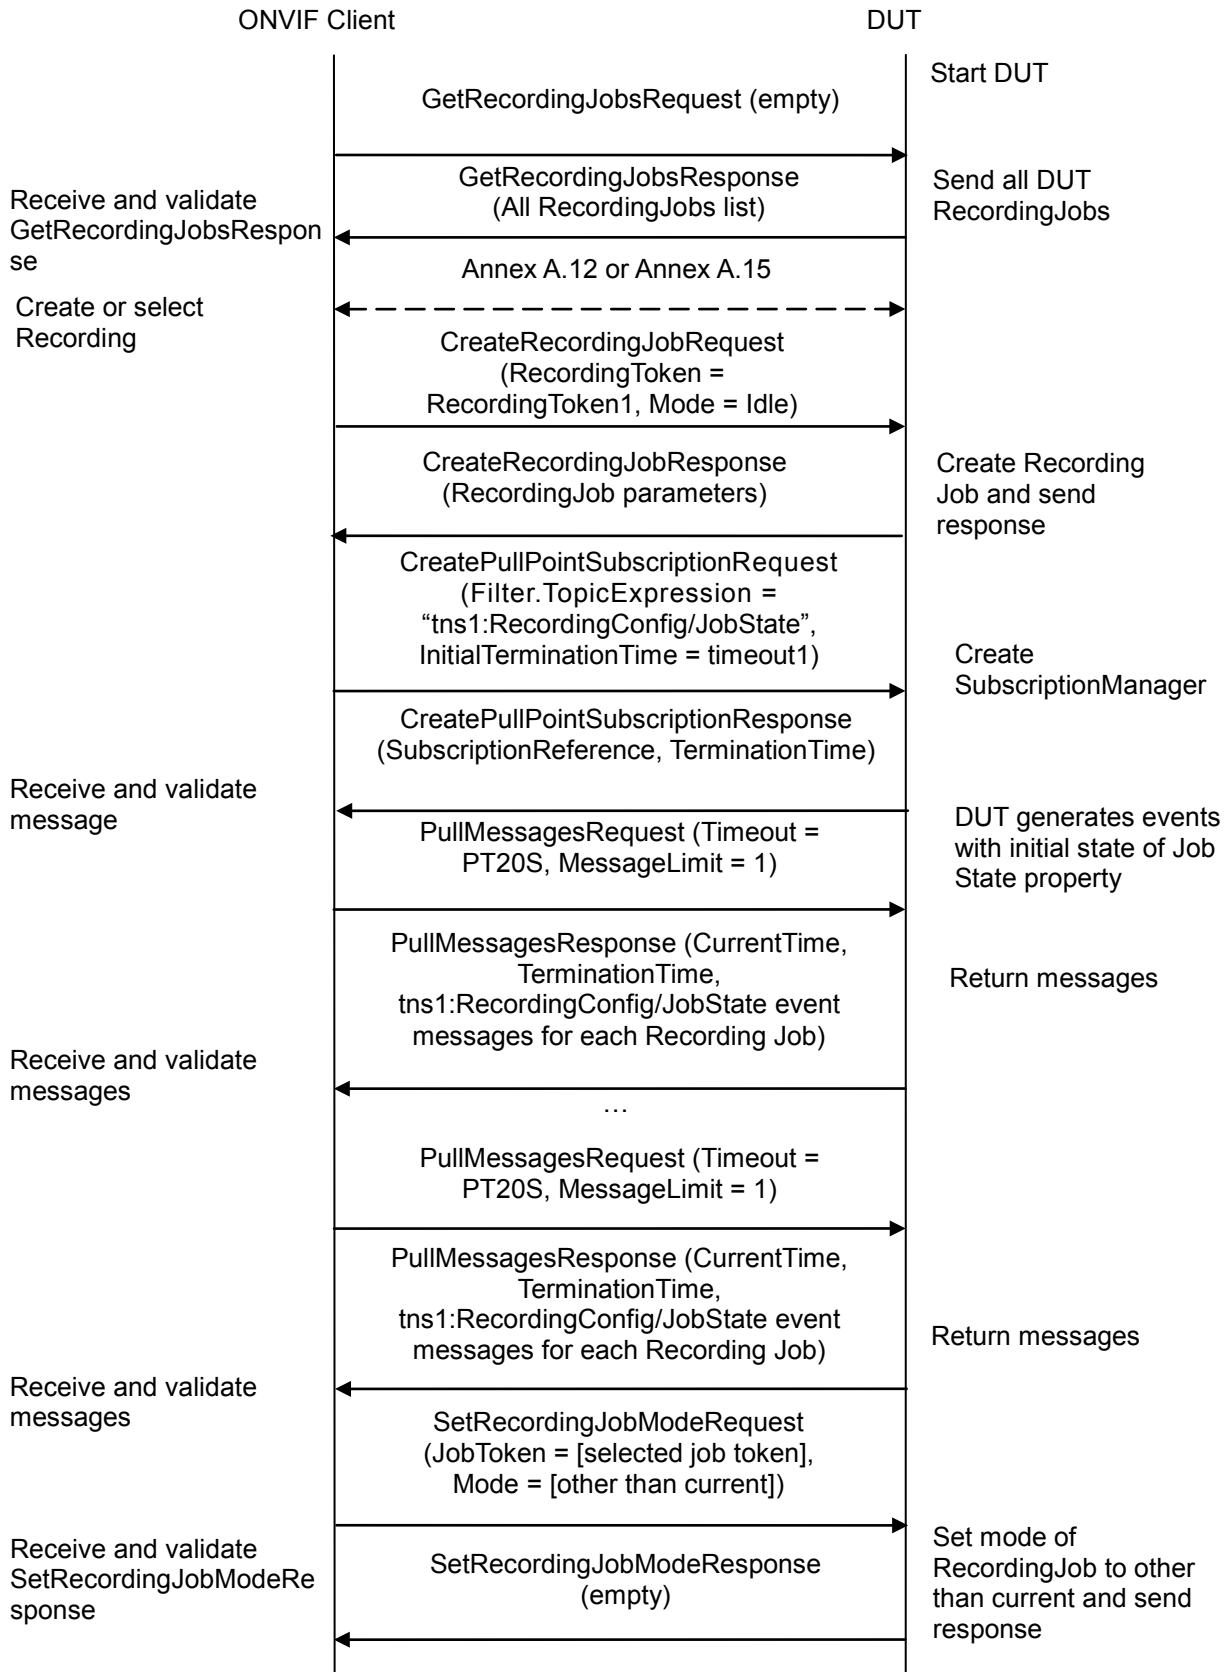 ONVIF Client
DUT
Start DUT
GetRecordingJobsRequest (empty)
GetRecordingJobsResponse
(All RecordingJobs list)
Send all DUT
RecordingJobs
Receive and validate
GetRecordingJobsRespon
se
Annex A.12 or Annex A.15
Create or select
Recording
CreateRecordingJobRequest
(RecordingToken =
RecordingToken1, Mode = Idle)
CreateRecordingJobResponse
(RecordingJob parameters)
Create Recording
Job and send
response
CreatePullPointSubscriptionRequest
(Filter.TopicExpression =
“tns1:RecordingConfig/JobState”,
InitialTerminationTime = timeout1)
Create
SubscriptionManager
CreatePullPointSubscriptionResponse
(SubscriptionReference, TerminationTime)
Receive and validate
message
DUT generates events
with initial state of Job
State property
PullMessagesRequest (Timeout =
PT20S, MessageLimit = 1)
PullMessagesResponse (CurrentTime,
TerminationTime,
tns1:RecordingConfig/JobState event
messages for each Recording Job)
Return messages
Receive and validate
messages
…
PullMessagesRequest (Timeout =
PT20S, MessageLimit = 1)
PullMessagesResponse (CurrentTime,
TerminationTime,
tns1:RecordingConfig/JobState event
messages for each Recording Job)
Return messages
Receive and validate
messages
SetRecordingJobModeRequest
(JobToken = [selected job token],
Mode = [other than current])
Receive and validate
SetRecordingJobModeRe
sponse
SetRecordingJobModeResponse
(empty)
Set mode of
RecordingJob to other
than current and send
response